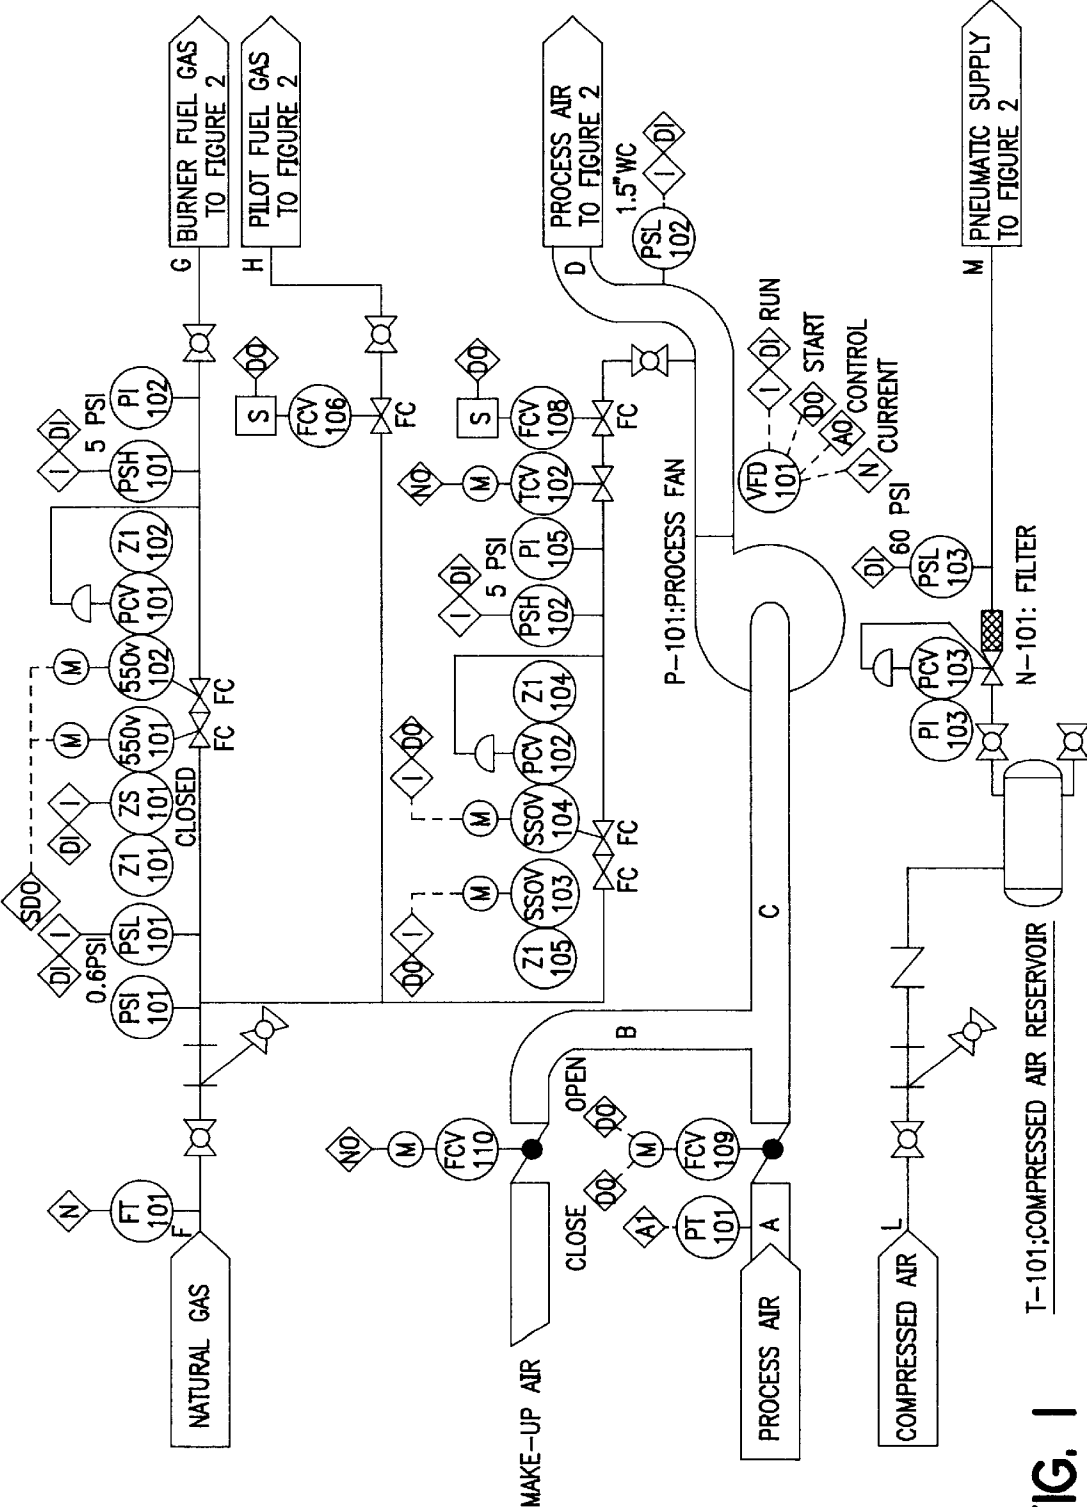 NATURAL GAS
F
N
FT
101
PSI
101
0.6PSI
DI
I
PSL
101
SDO
Z1
101
DI
I
ZS
101
CLOSED
M
550v
101
FC
M
550v
102
FC
PCV
101
Z1
102
I
DI
PSH
101
5 PSI
PI
102
G
BURNER FUEL GAS
TO FIGURE 2
DO
S
FCV
106
FC
H
PILOT FUEL GAS
TO FIGURE 2
Z1
105
DO
I
M
SSOV
103
FC
I
DO
M
SSOV
104
FC
PCV
102
Z1
104
I
DI
PSH
102
5 PSI
PI
105
NO
M
TCV
102
DO
S
FCV
108
FC
MAKE-UP AIR
NO
M
FCV
110
CLOSE
OPEN
DO
DO
M
FCV
109
A1
PT
101
PROCESS AIR
A
B
C
P-101:PROCESS FAN
D
PROCESS AIR
TO FIGURE 2
1.5"WC
PSL
102
I
DI
VFD
101
I
DI
RUN
DO
START
AO
CONTROL
N
CURRENT
COMPRESSED AIR
L
T-101;COMPRESSED AIR RESERVOIR
PI
103
PCV
103
N-101: FILTER
DI
60 PSI
PSL
103
M
PNEUMATIC SUPPLY
TO FIGURE 2
FIG. 1